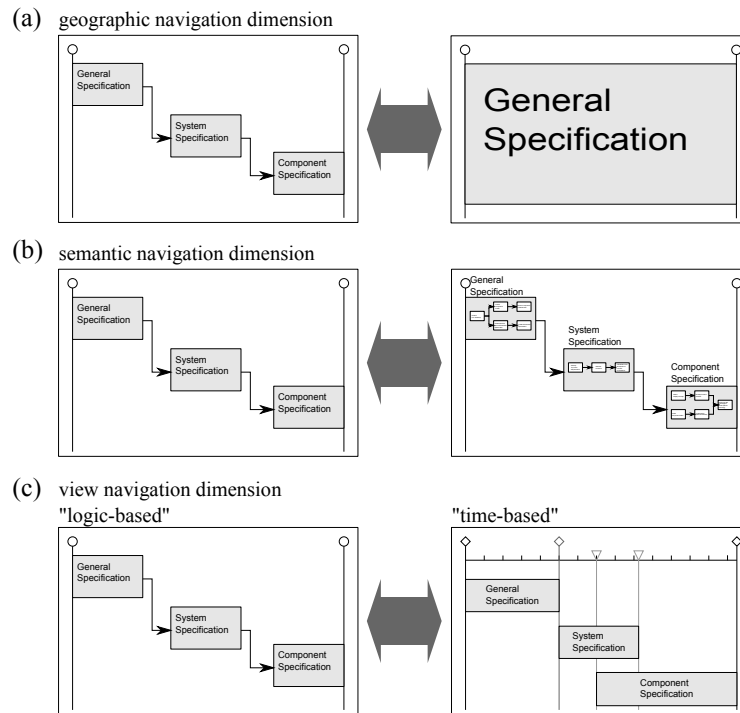 (a) geographic navigation dimension
General
Specification
System
Specification
Component
Specification
General
Specification
(b) semantic navigation dimension
General
Specification
System
Specification
Component
Specification
General
Specification
System
Specification
Component
Specification
(c) view navigation dimension
"logic-based"
General
Specification
System
Specification
Component
Specification
"time-based"
General
Specification
System
Specification
Component
Specification